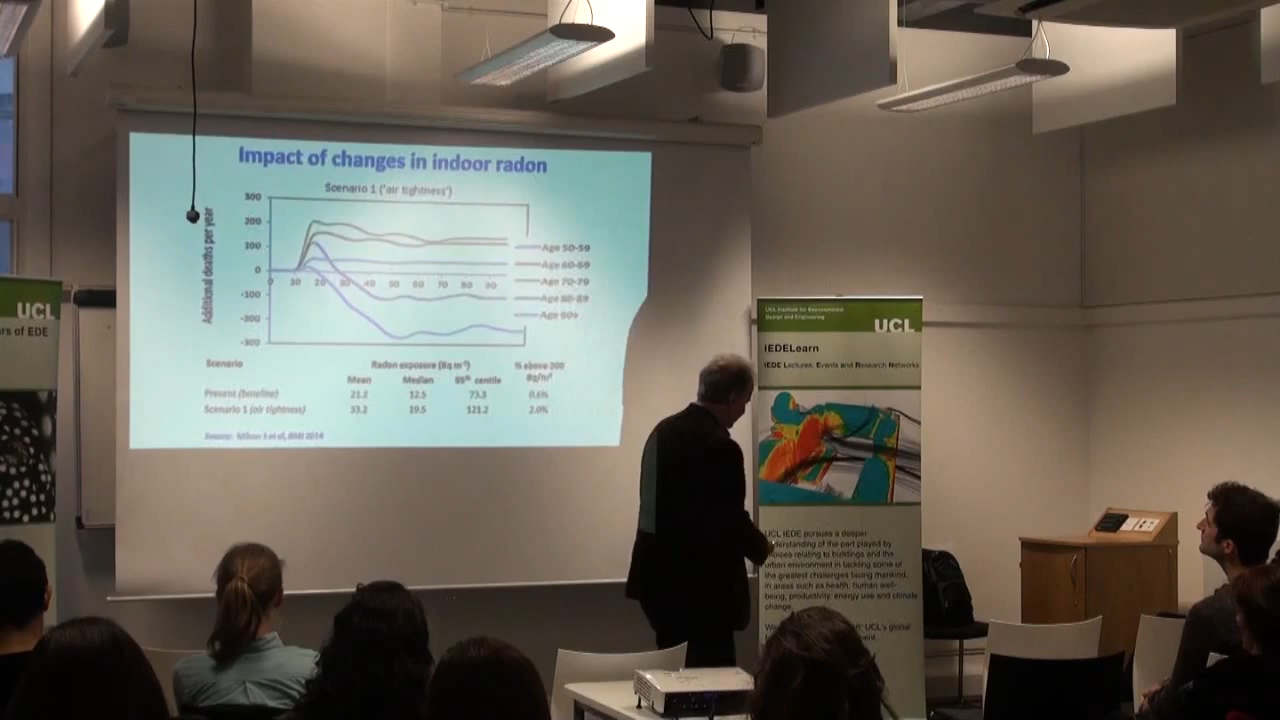 Impact of changes in indoor radon
Scenario 1 ('air tightness')
Additional deaths per year
300
200
100
0
-100
-200
-300
0 10 20 30 40 50 60 70 80 90
Age 50-59
Age 60-69
Age 70-79
Age 80-89
Age 90+
Scenario Radon exposure (Bq m-3) % above 200 Bq/m3
Mean Median 95th centile
Present (baseline) 21.2 12.5 73.3 0.6%
Scenario 1 (air tightness) 33.2 19.5 121.2 2.0%
Source: Milner J et al, BMJ 2014
UCL
rs of EDE
UCL Institute for Environmental
Design and Engineering
UCL
IEDELearn
IEDE Lectures, Events and Research Networks
UCL IEDE pursues a deeper
understanding of the part played by
choices relating to buildings and the
urban environment in tackling some of
the greatest challenges facing mankind,
in areas such as health, human well-
being, productivity, energy use and climate
change.
UCL's global